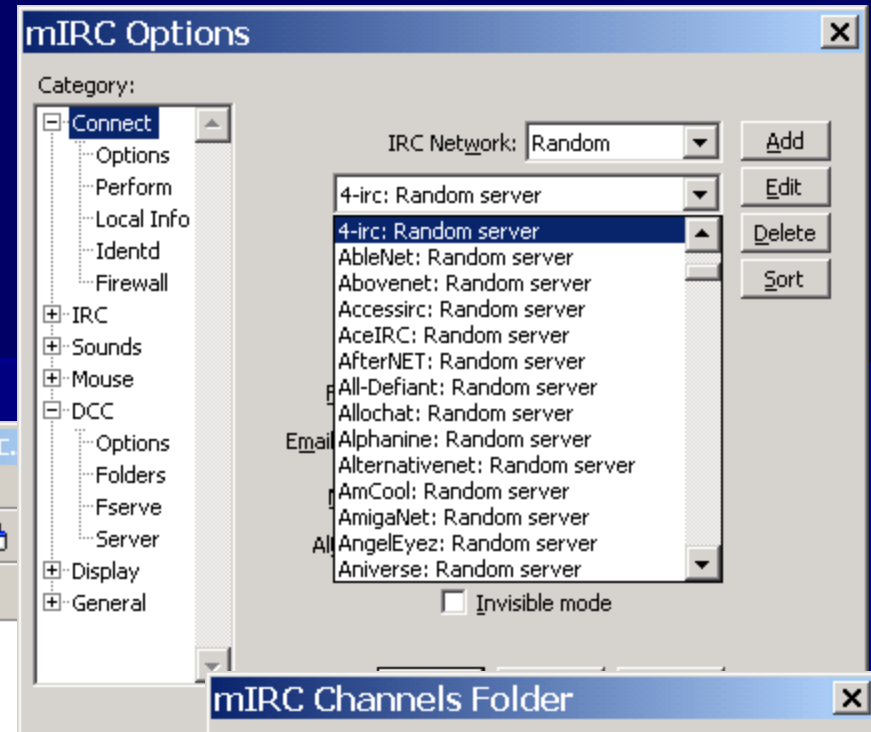 mIRC Options
Category:
Connect
Options
Perform
Local Info
Identd
Firewall
IRC
Sounds
Mouse
DCC
Options
Folders
Fserve
Server
Display
General
IRC Network: Random
Add
4-irc: Random server
Edit
4-irc: Random server
Delete
AbleNet: Random server
Abovenet: Random server
Sort
Accessirc: Random server
AceIRC: Random server
AfterNET: Random server
All-Defiant: Random server
Allochat: Random server
Email
Alphanine: Random server
Alternativenet: Random server
AmCool: Random server
AmigaNet: Random server
AngelEyez: Random server
Aniverse: Random server
Invisible mode
mIRC Channels Folder